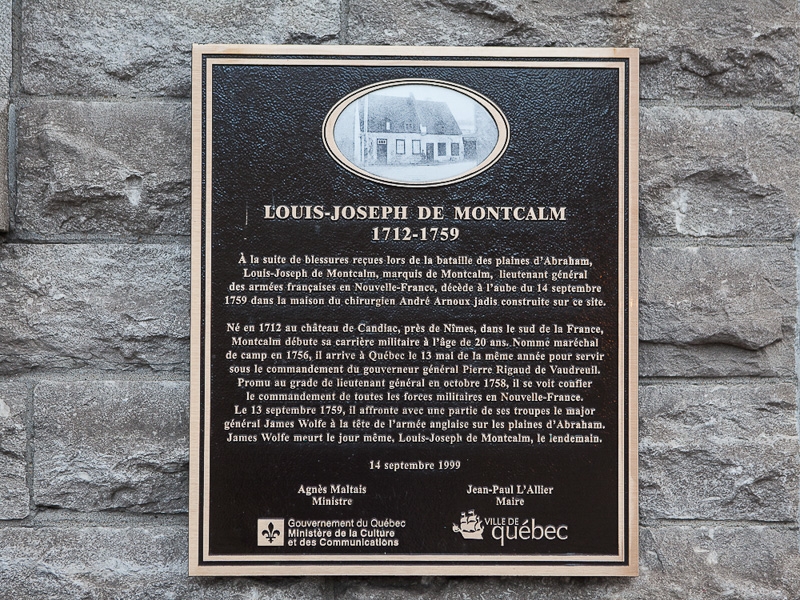 LOUIS-JOSEPH DE MONTCALM
1712-1759
À la suite de blessures reçues lors de la bataille des plaines d'Abraham,
Louis-Joseph de Montcalm, marquis de Montcalm, lieutenant général
des armées françaises en Nouvelle-France, décède à l'aube du 14 septembre
1759 dans la maison du chirurgien André Arnoux jadis construite sur ce site.
Né en 1712 au château de Candiac, près de Nîmes, dans le sud de la France,
Montcalm débute sa carrière militaire à l'âge de 20 ans. Nommé maréchal
de camp en 1756, il arrive à Québec le 13 mai de la même année pour servir
sous le commandement du gouverneur général Pierre Rigaud de Vaudreuil.
Promu au grade de lieutenant général en octobre 1758, il se voit confier
le commandement de toutes les forces militaires en Nouvelle-France.
Le 13 septembre 1759, il affronte avec une partie de ses troupes le major
général James Wolfe à la tête de l'armée anglaise sur les plaines d'Abraham.
James Wolfe meurt le jour même, Louis-Joseph de Montcalm, le lendemain.
14 septembre 1999
Agnès Maltais
Ministre
Jean-Paul L'Allier
Maire
Gouvernement du Québec
Ministère de la Culture
et des Communications
VILLE DE
québec